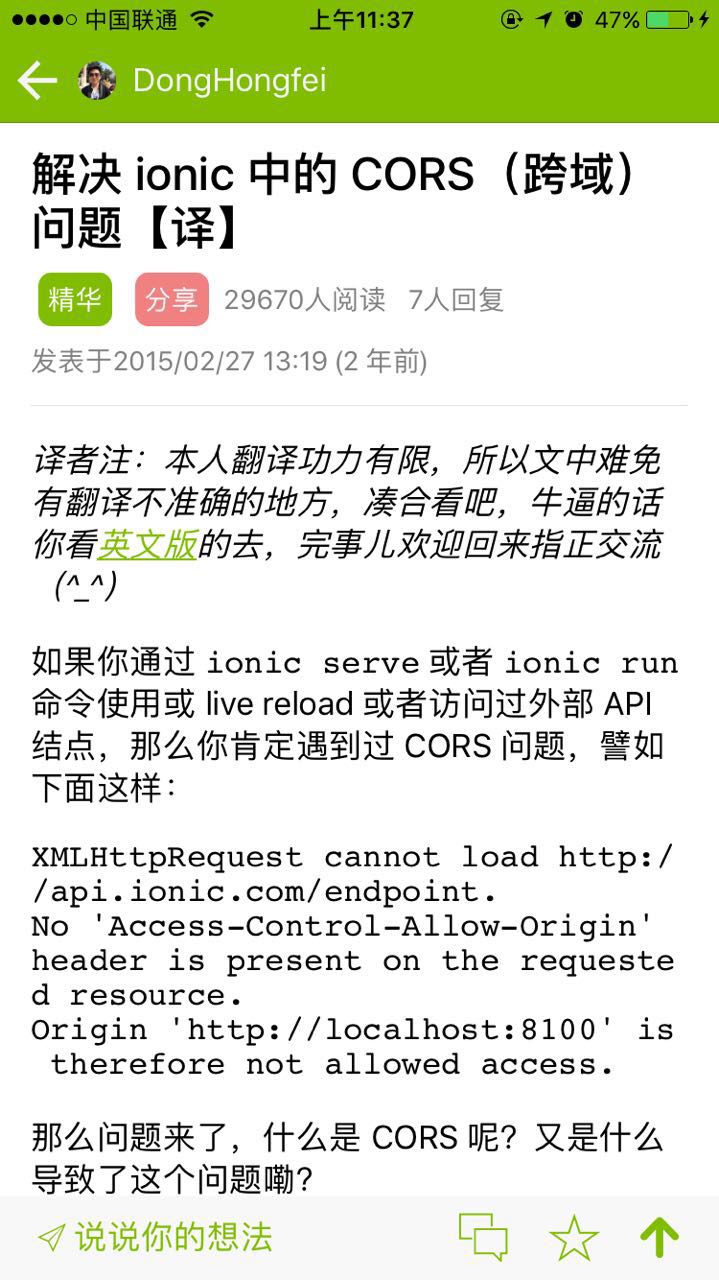 中国联通 上午11:37 47%
DongHongfei
解决 ionic 中的 CORS（跨域）
问题【译】
精华 分享 29670人阅读 7人回复
发表于2015/02/27 13:19 (2 年前)
译者注：本人翻译功力有限，所以文中难免
有翻译不准确的地方，凑合看吧，牛逼的话
你看英文版的去，完事儿欢迎回来指正交流
（^_^）
如果你通过 ionic serve 或者 ionic run
命令使用或 live reload 或者访问过外部 API
结点，那么你肯定遇到过 CORS 问题，譬如
下面这样：
XMLHttpRequest cannot load http:/
/api.ionic.com/endpoint.
No 'Access-Control-Allow-Origin'
header is present on the requeste
d resource.
Origin 'http://localhost:8100' is
therefore not allowed access.
那么问题来了，什么是 CORS 呢？又是什么
导致了这个问题嘞？
说说你的想法